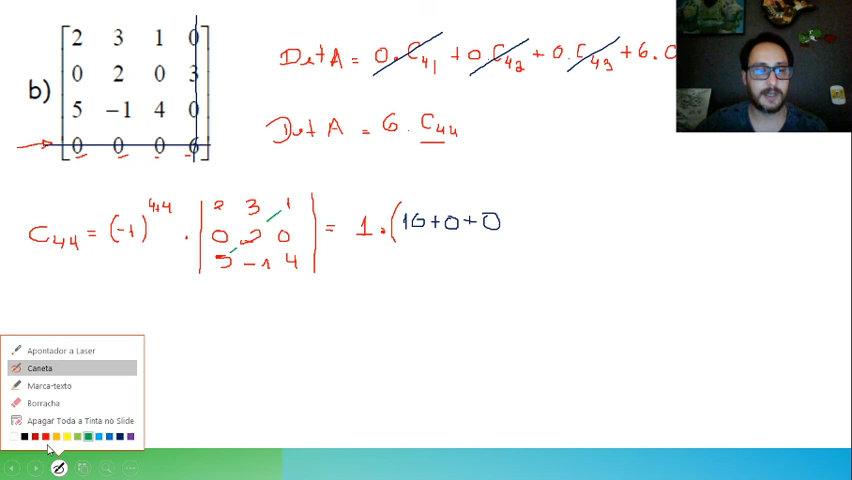 b)
2 3 1 0
0 2 0 3
5 −1 4 0
0 0 0 6
Det A = 0.C41 + 0.C42 + 0.C43 + 6.C
Det A = 6 . C44
C44 = (-1)^4+4 . | 2 3 1 | = 1.(16+0+0
0 2 0
5 -1 4
Apontador a Laser
Caneta
Marca-texto
Borracha
Apagar Toda a Tinta no Slide